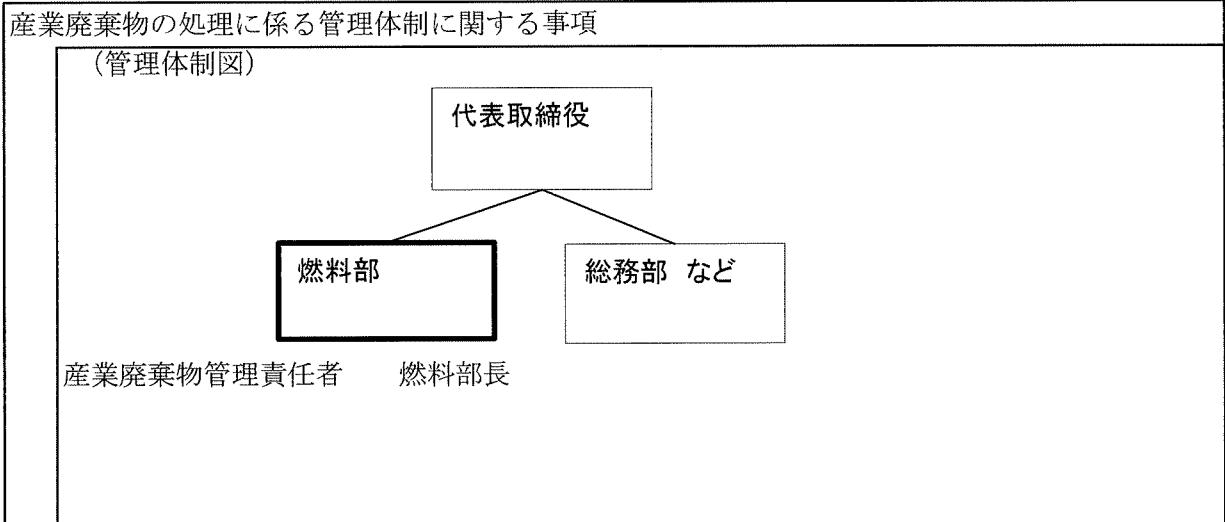 産業廃棄物の処理に係る管理体制に関する事項
（管理体制図）
代表取締役
燃料部
総務部 など
産業廃棄物管理責任者　　燃料部長